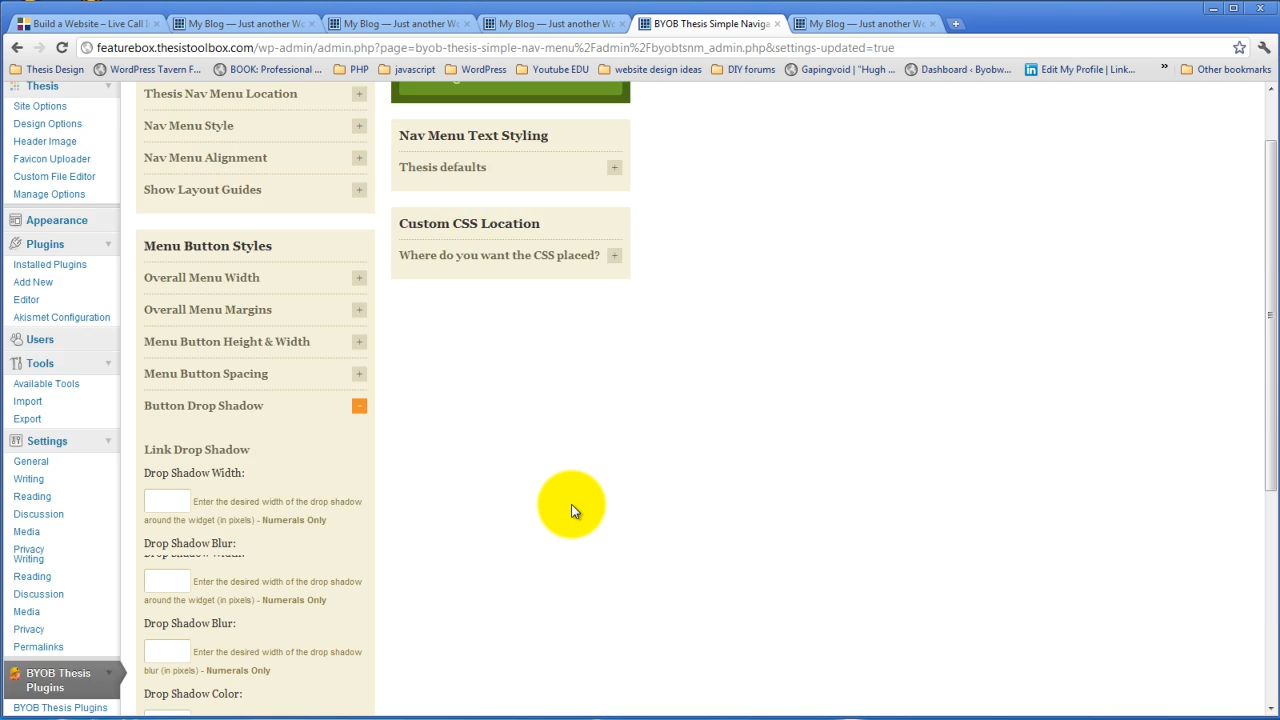 Build a Website – Live Call I
My Blog — Just another Wo
My Blog — Just another Wo
My Blog — Just another Wo
BYOB Thesis Simple Naviga
My Blog — Just another Wo
featurebox.thesistoolbox.com/wp-admin/admin.php?page=byob-thesis-simple-nav-menu%2Fadmin%2Fbyobtsnm_admin.php&settings-updated=true
Thesis Design
WordPress Tavern F...
BOOK: Professional ...
PHP
javascript
WordPress
Youtube EDU
website design ideas
DIY forums
Gapingvoid | "Hugh ...
Dashboard ‹ Byobw...
Edit My Profile | Link...
»
Other bookmarks
Thesis
Site Options
Design Options
Header Image
Favicon Uploader
Custom File Editor
Manage Options
Appearance
Plugins
Installed Plugins
Add New
Editor
Akismet Configuration
Users
Tools
Available Tools
Import
Export
Settings
General
Writing
Reading
Discussion
Media
Privacy
Writing
Reading
Discussion
Media
Privacy
Permalinks
BYOB Thesis
Plugins
BYOB Thesis Plugins
Thesis Nav Menu Location +
Nav Menu Style +
Nav Menu Alignment +
Show Layout Guides +
Menu Button Styles
Overall Menu Width +
Overall Menu Margins +
Menu Button Height & Width +
Menu Button Spacing +
Button Drop Shadow -
Link Drop Shadow
Drop Shadow Width:
Enter the desired width of the drop shadow
around the widget (in pixels) - Numerals Only
Drop Shadow Blur:
Drop Shadow Width:
Enter the desired width of the drop shadow
around the widget (in pixels) - Numerals Only
Drop Shadow Blur:
Enter the desired width of the drop shadow
blur (in pixels) - Numerals Only
Drop Shadow Color:
Nav Menu Text Styling
Thesis defaults +
Custom CSS Location
Where do you want the CSS placed? +